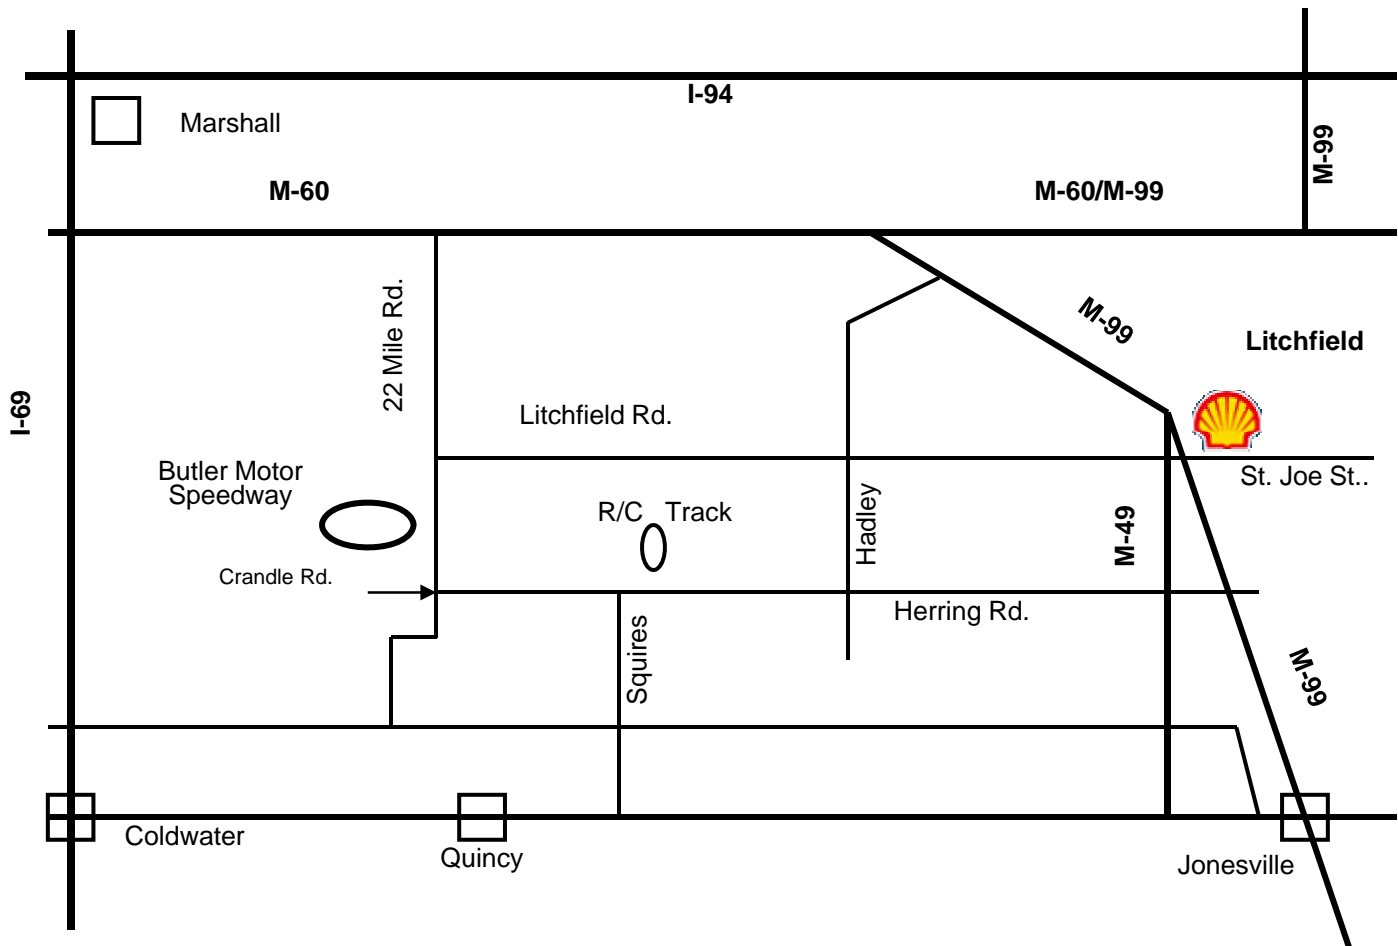 I-94
Marshall
M-99
M-60
M-60/M-99
22 Mile Rd.
M-99
Litchfield
I-69
Litchfield Rd.
Butler Motor
Speedway
St. Joe St..
R/C Track
Hadley
M-49
Crandle Rd.
Herring Rd.
Squires
M-99
Coldwater
Quincy
Jonesville